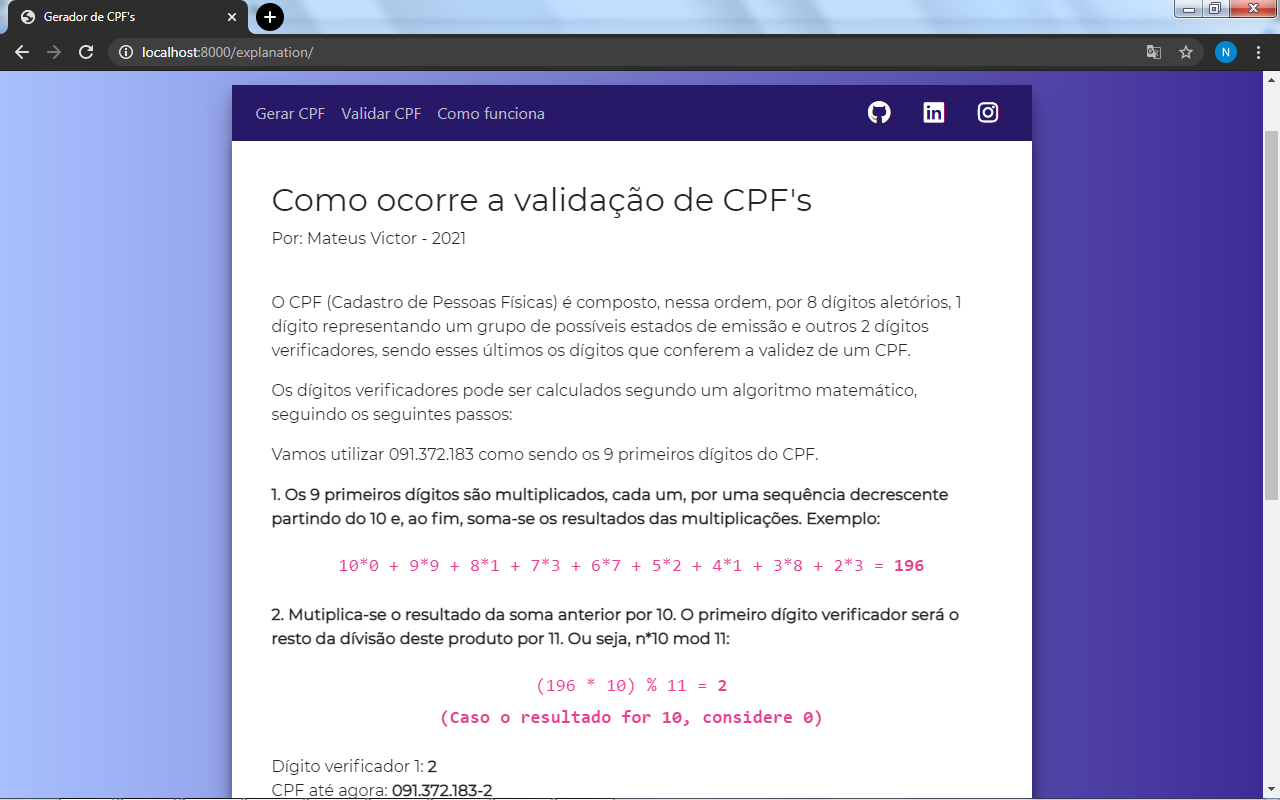 Gerador de CPF's
localhost:8000/explanation/
N
Gerar CPF Validar CPF Como funciona
Como ocorre a validação de CPF's
Por: Mateus Victor - 2021
O CPF (Cadastro de Pessoas Físicas) é composto, nessa ordem, por 8 dígitos aletórios, 1
dígito representando um grupo de possíveis estados de emissão e outros 2 dígitos
verificadores, sendo esses últimos os dígitos que conferem a validez de um CPF.
Os dígitos verificadores pode ser calculados segundo um algoritmo matemático,
seguindo os seguintes passos:
Vamos utilizar 091.372.183 como sendo os 9 primeiros dígitos do CPF.
1. Os 9 primeiros dígitos são multiplicados, cada um, por uma sequência decrescente
partindo do 10 e, ao fim, soma-se os resultados das multiplicações. Exemplo:
10*0 + 9*9 + 8*1 + 7*3 + 6*7 + 5*2 + 4*1 + 3*8 + 2*3 = 196
2. Mutiplica-se o resultado da soma anterior por 10. O primeiro dígito verificador será o
resto da dívisão deste produto por 11. Ou seja, n*10 mod 11:
(196 * 10) % 11 = 2
(Caso o resultado for 10, considere 0)
Dígito verificador 1: 2
CPF até agora: 091.372.183-2